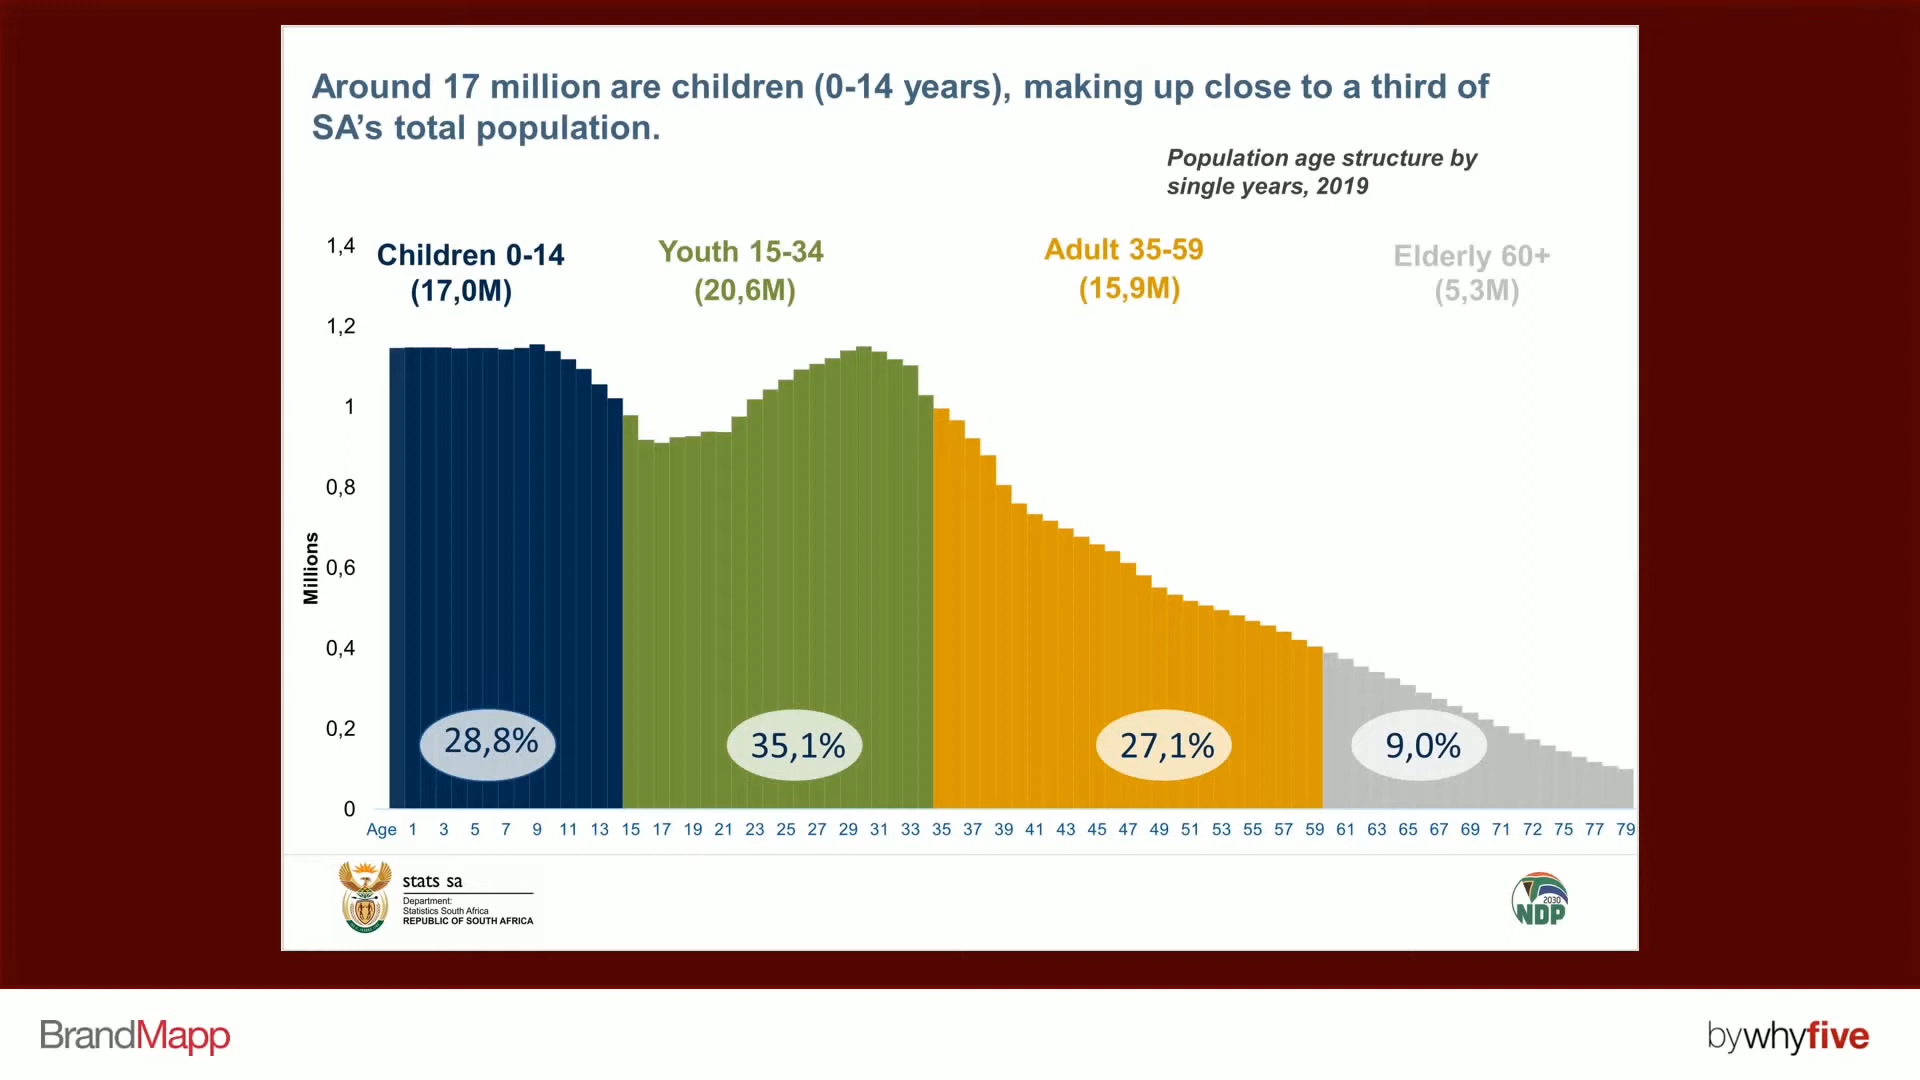 Around 17 million are children (0-14 years), making up close to a third of
SA's total population.
Population age structure by
single years, 2019
Children 0-14
(17,0M)
Youth 15-34
(20,6M)
Adult 35-59
(15,9M)
Elderly 60+
(5,3M)
1,4
1,2
1
0,8
0,6
0,4
0,2
0
Millions
28,8%
35,1%
27,1%
9,0%
Age 1 3 5 7 9 11 13 15 17 19 21 23 25 27 29 31 33 35 37 39 41 43 45 47 49 51 53 55 57 59 61 63 65 67 69 71 72 75 77 79
stats sa
Department:
Statistics South Africa
REPUBLIC OF SOUTH AFRICA
2030
NDP
BrandMapp
bywhyfive